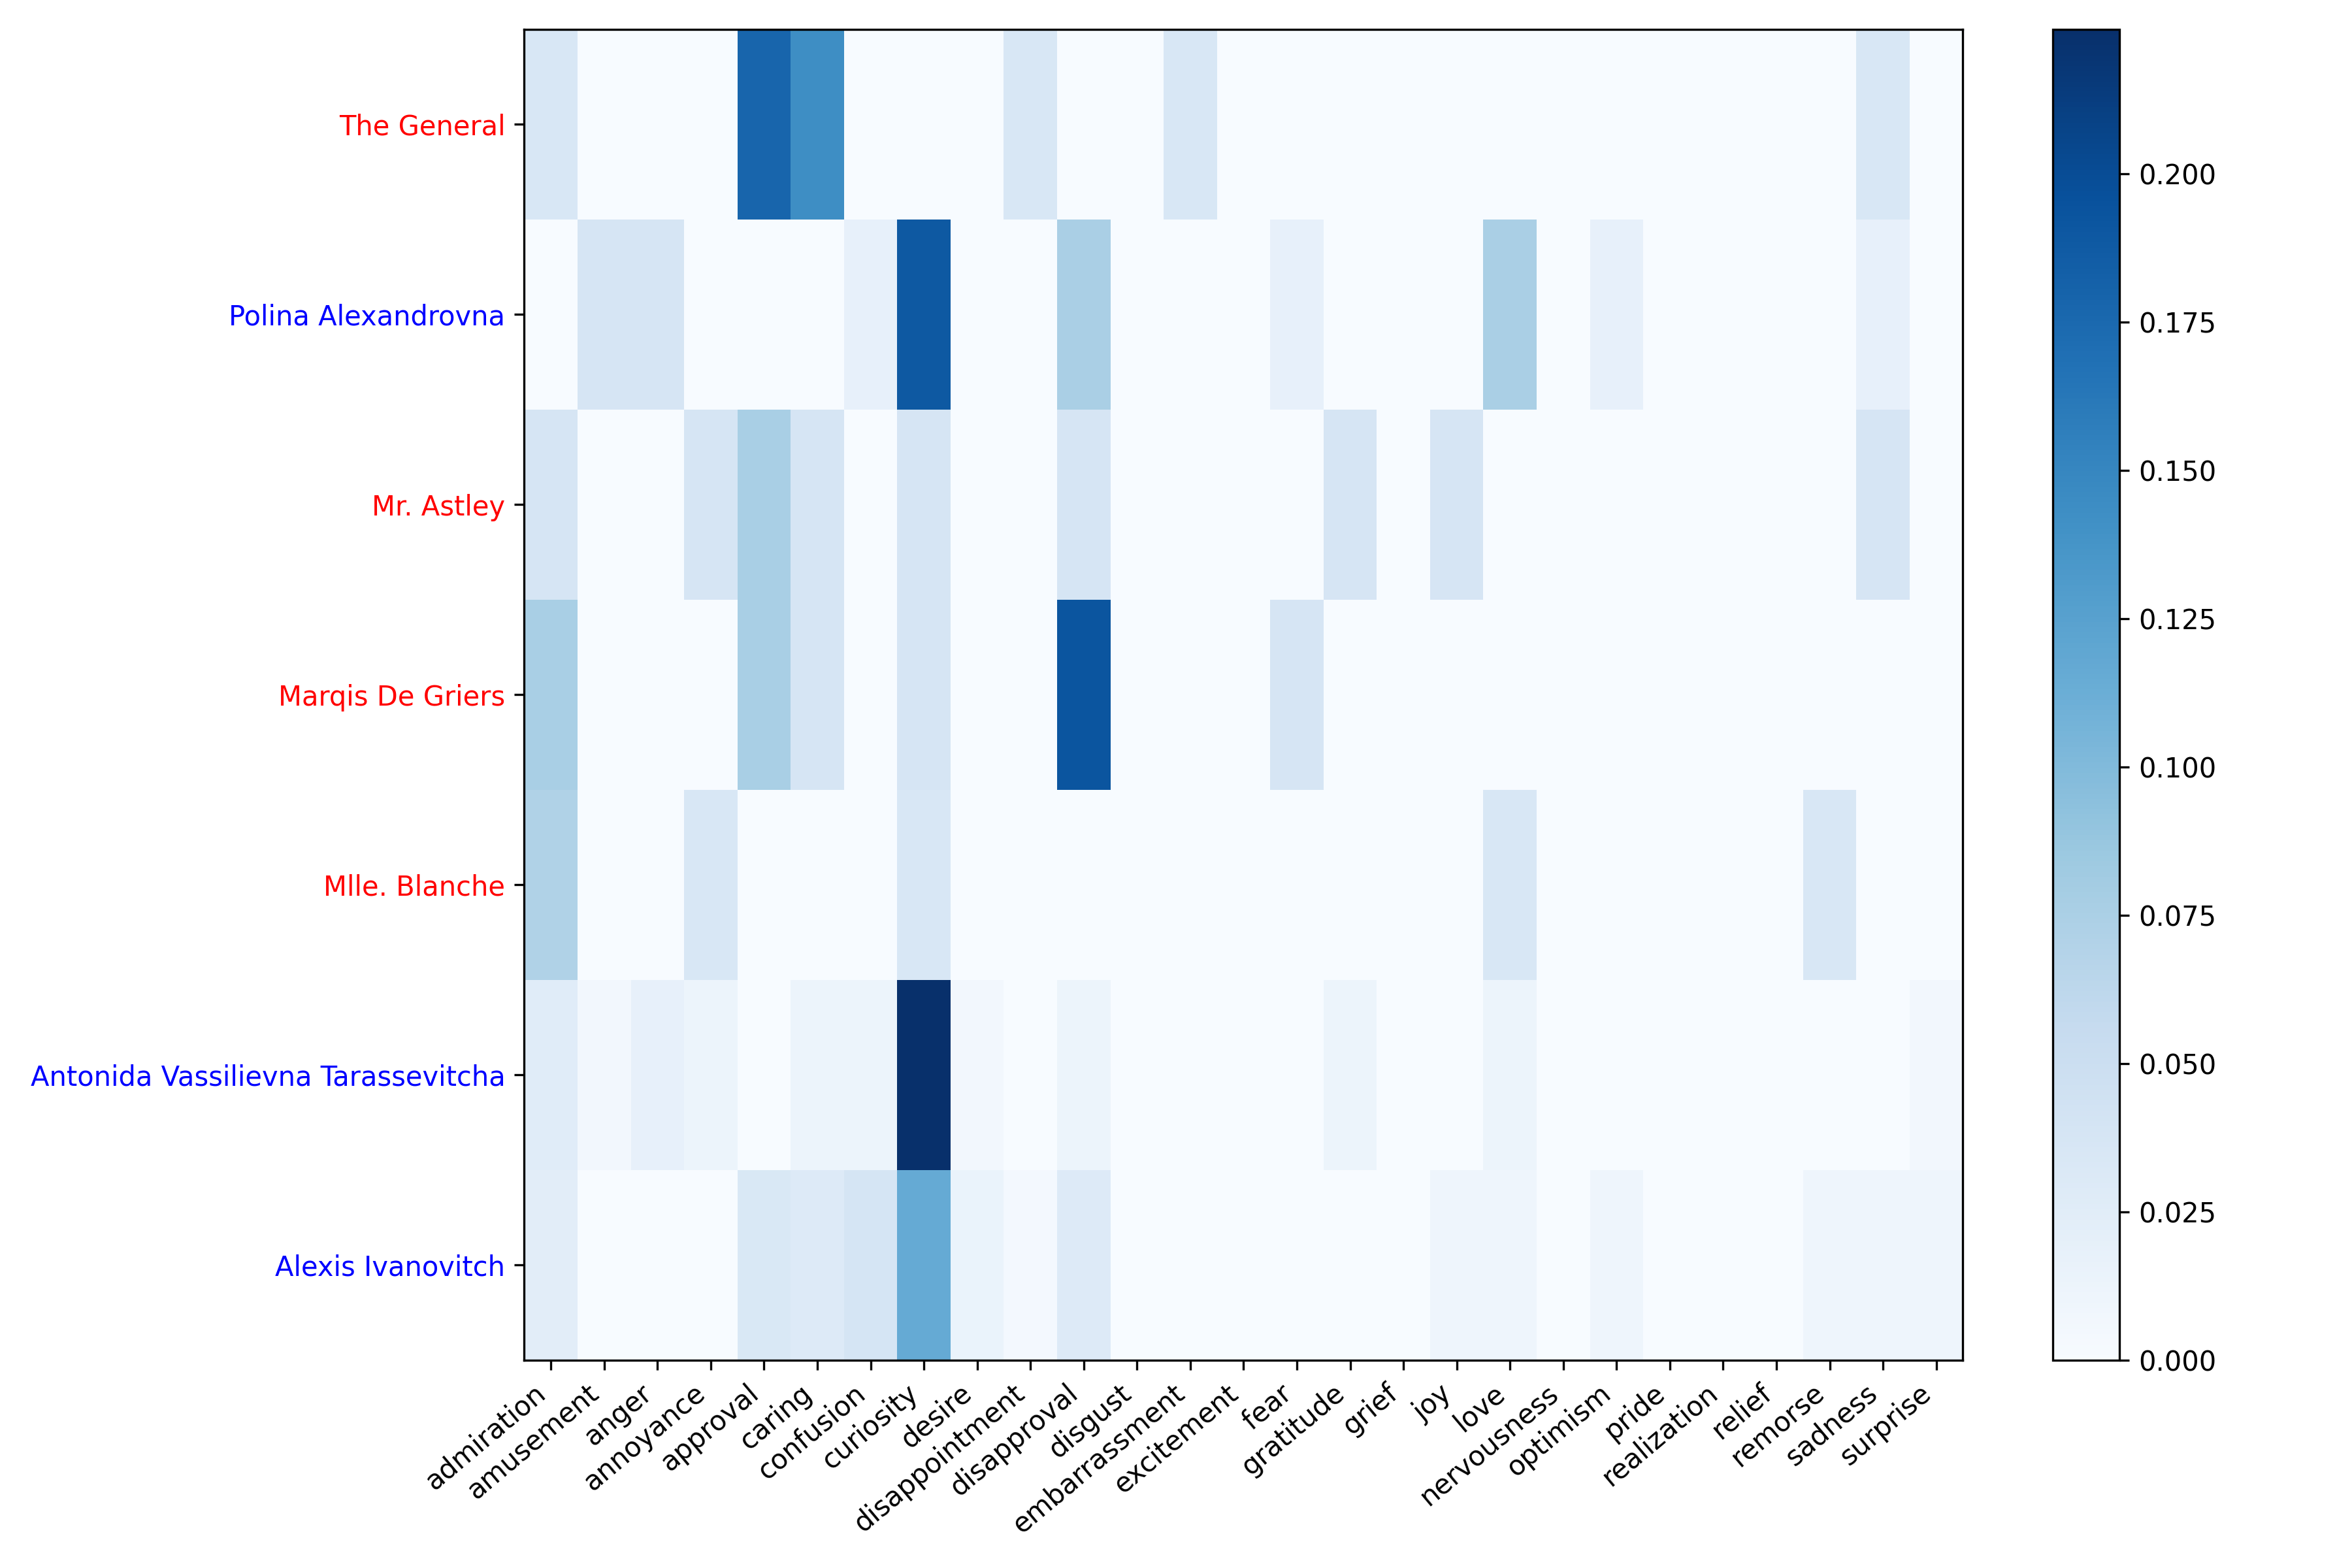 The General
Polina Alexandrovna
Mr. Astley
Marqis De Griers
Mlle. Blanche
Antonida Vassilievna Tarassevitcha
Alexis Ivanovitch
admiration
amusement
anger
annoyance
approval
caring
confusion
curiosity
desire
disappointment
disapproval
disgust
embarrassment
excitement
fear
gratitude
grief
joy
love
nervousness
optimism
pride
realization
relief
remorse
sadness
surprise
0.200
0.175
0.150
0.125
0.100
0.075
0.050
0.025
0.000